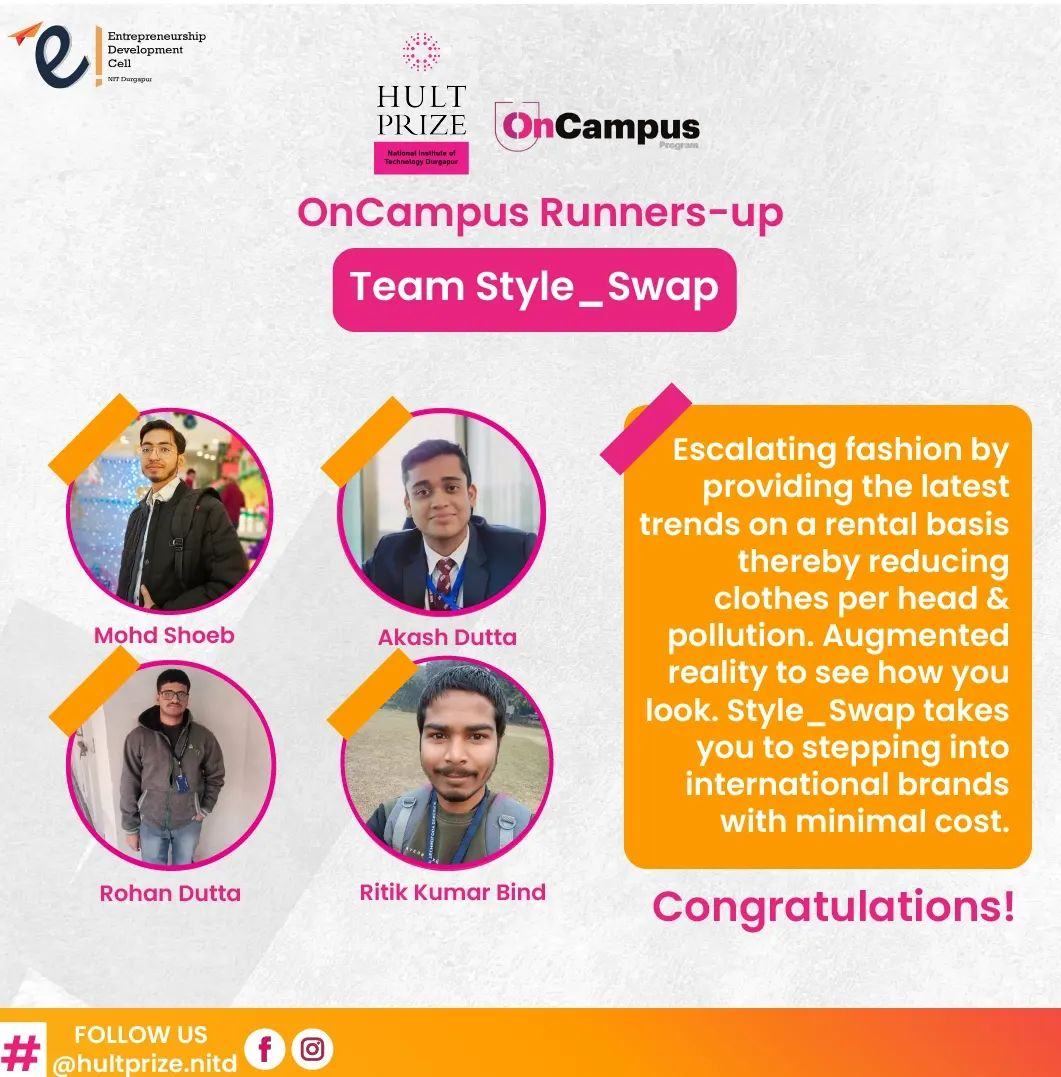 Entrepreneurship
Development
Cell
NIT Durgapur
HULT
PRIZE
National Institute of
Technology Durgapur
OnCampus
Program
OnCampus Runners-up
Team Style_Swap
Mohd Shoeb
Akash Dutta
Rohan Dutta
Ritik Kumar Bind
Escalating fashion by
providing the latest
trends on a rental basis
thereby reducing
clothes per head &
pollution. Augmented
reality to see how you
look. Style_Swap takes
you to stepping into
international brands
with minimal cost.
Congratulations!
# FOLLOW US
@hultprize.nitd